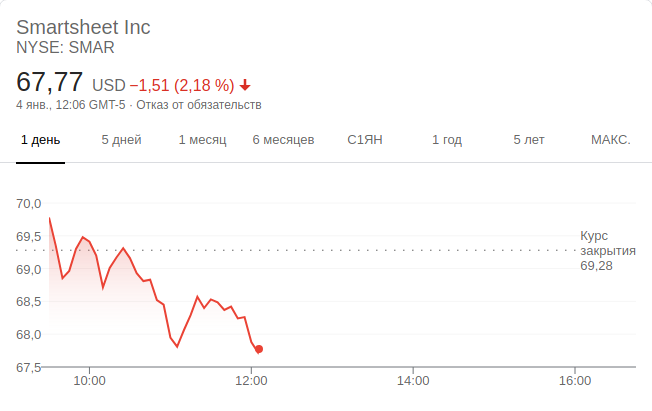 Smartsheet Inc
NYSE: SMAR
67,77 USD −1,51 (2,18 %)
4 янв., 12:06 GMT-5 · Отказ от обязательств
1 день 5 дней 1 месяц 6 месяцев С1ЯН 1 год 5 лет МАКС.
70,0
69,5
69,0
68,5
68,0
67,5
Курс
закрытия
69,28
10:00 12:00 14:00 16:00